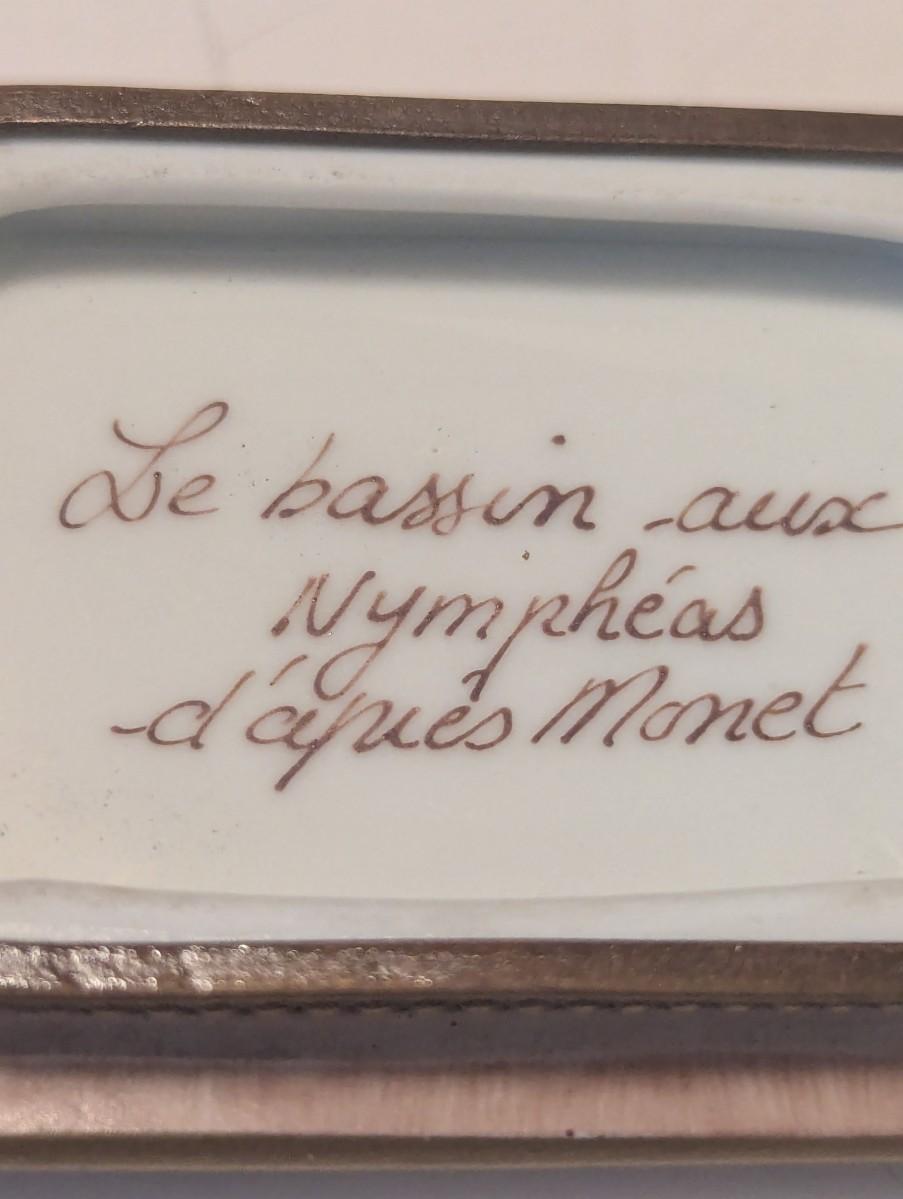 Le bassin aux
Nymphéas
d'après Monet